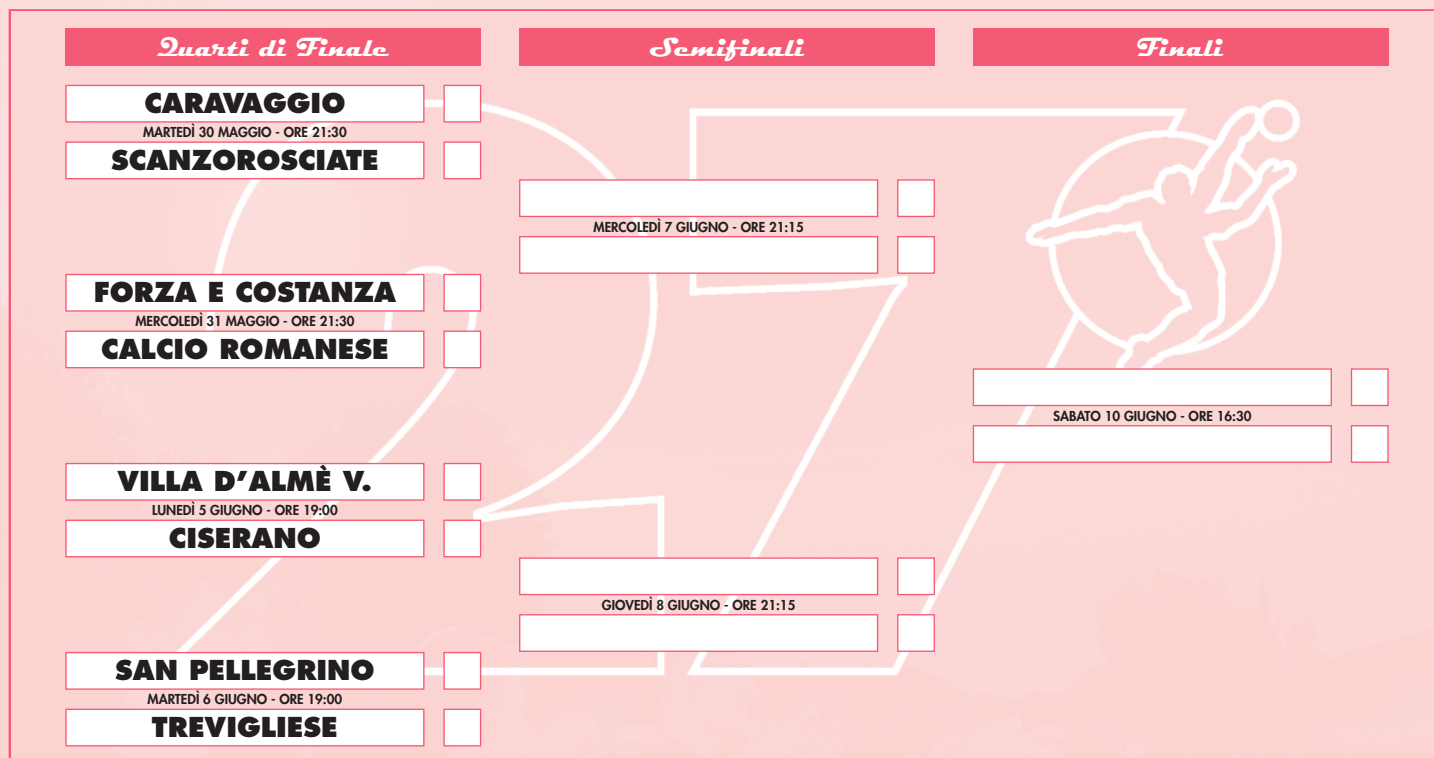 Quarti di Finale
CARAVAGGIO
MARTEDÌ 30 MAGGIO - ORE 21:30
SCANZOROSCIATE
FORZA E COSTANZA
MERCOLEDÌ 31 MAGGIO - ORE 21:30
CALCIO ROMANESE
VILLA D’ALMÈ V.
LUNEDÌ 5 GIUGNO - ORE 19:00
CISERANO
SAN PELLEGRINO
MARTEDÌ 6 GIUGNO - ORE 19:00
TREVIGLIESE
Semifinali
MERCOLEDÌ 7 GIUGNO - ORE 21:15
GIOVEDÌ 8 GIUGNO - ORE 21:15
Finali
SABATO 10 GIUGNO - ORE 16:30
27